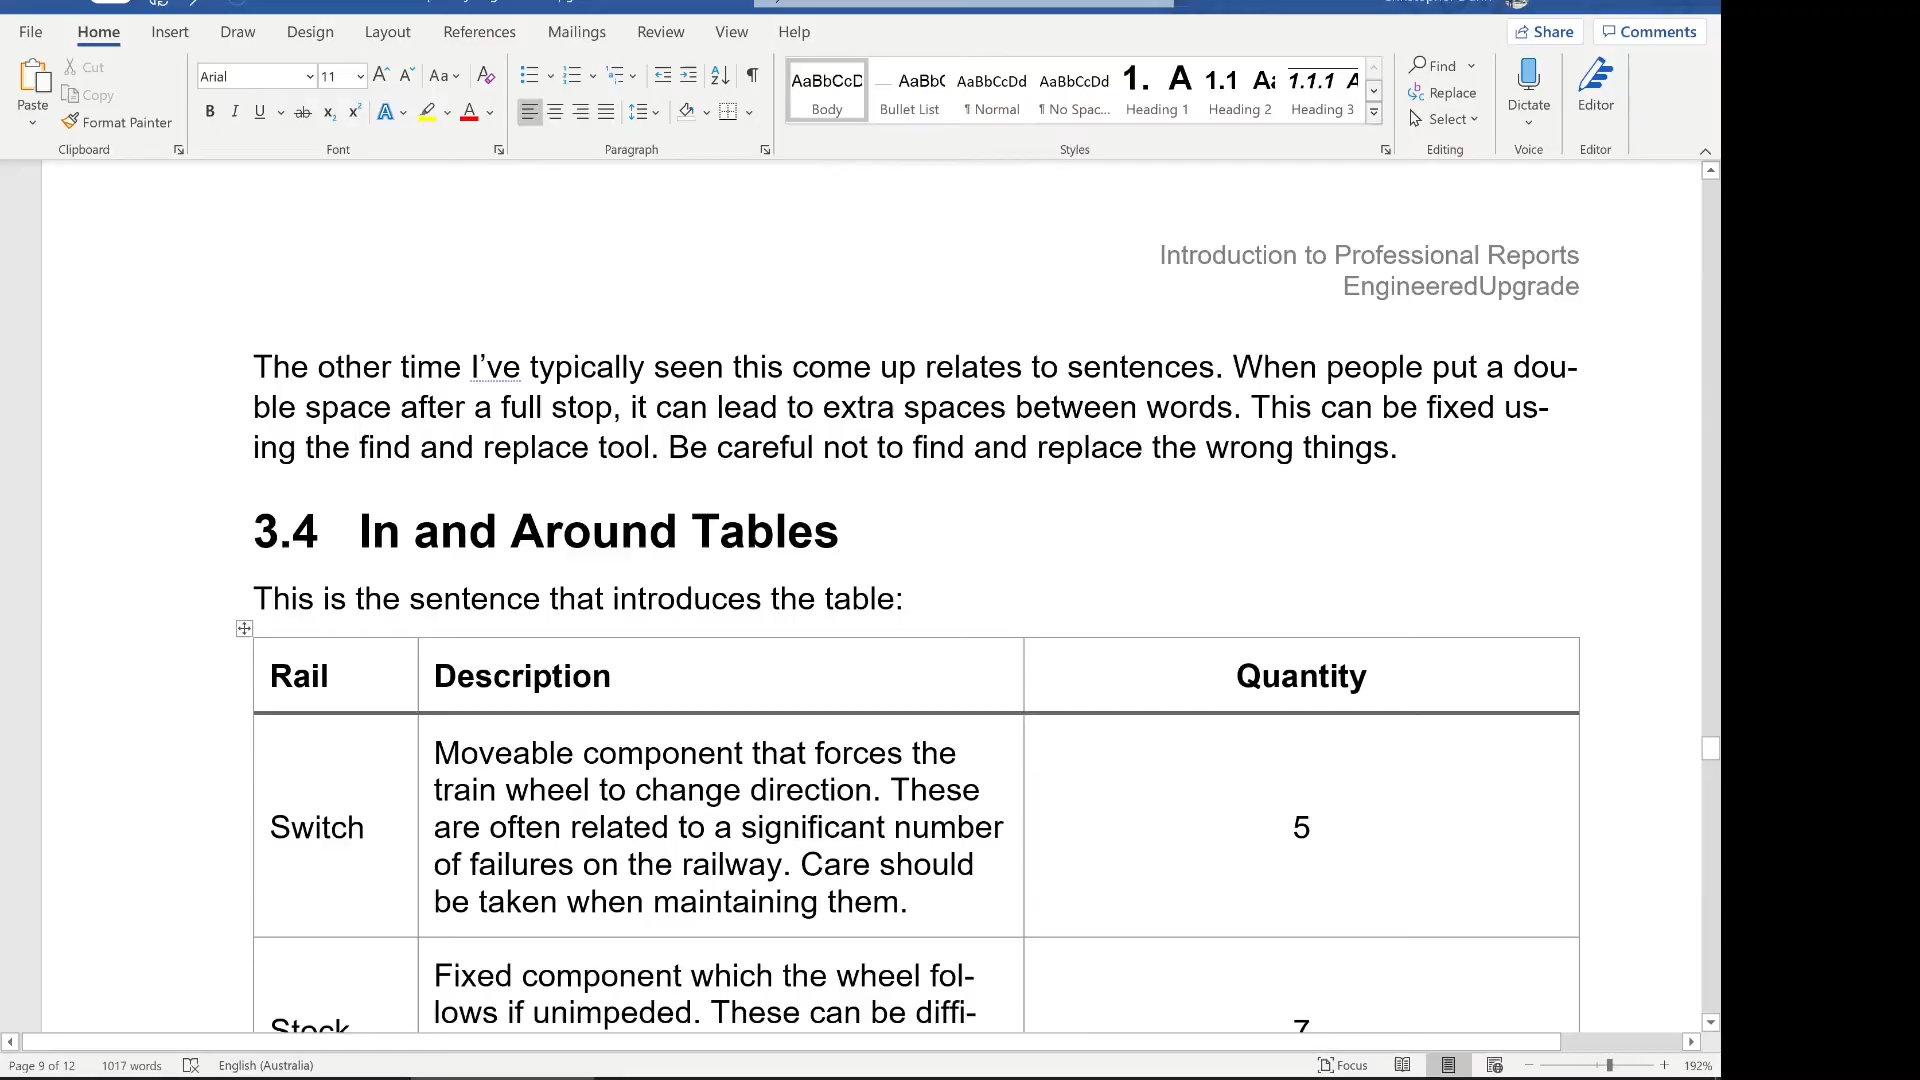 File Home Insert Draw Design Layout References Mailings Review View Help Share Comments
Paste
Cut
Copy
Format Painter
Clipboard
Arial 11
Font
Paragraph
AaBbCcD AaBbC AaBbCcDd AaBbCcDd 1. A 1.1 Aa 1.1.1 A
Body Bullet List ¶ Normal ¶ No Spac... Heading 1 Heading 2 Heading 3
Styles
Find
Replace
Select
Editing
Dictate
Voice
Editor
Editor
Introduction to Professional Reports
EngineeredUpgrade
The other time I’ve typically seen this come up relates to sentences. When people put a dou-
ble space after a full stop, it can lead to extra spaces between words. This can be fixed us-
ing the find and replace tool. Be careful not to find and replace the wrong things.
3.4 In and Around Tables
This is the sentence that introduces the table:
Rail Description Quantity
Moveable component that forces the
train wheel to change direction. These
Switch are often related to a significant number 5
of failures on the railway. Care should
be taken when maintaining them.
Fixed component which the wheel fol-
lows if unimpeded. These can be diffi-
Stock 7
Page 9 of 12 1017 words English (Australia) Focus 192%